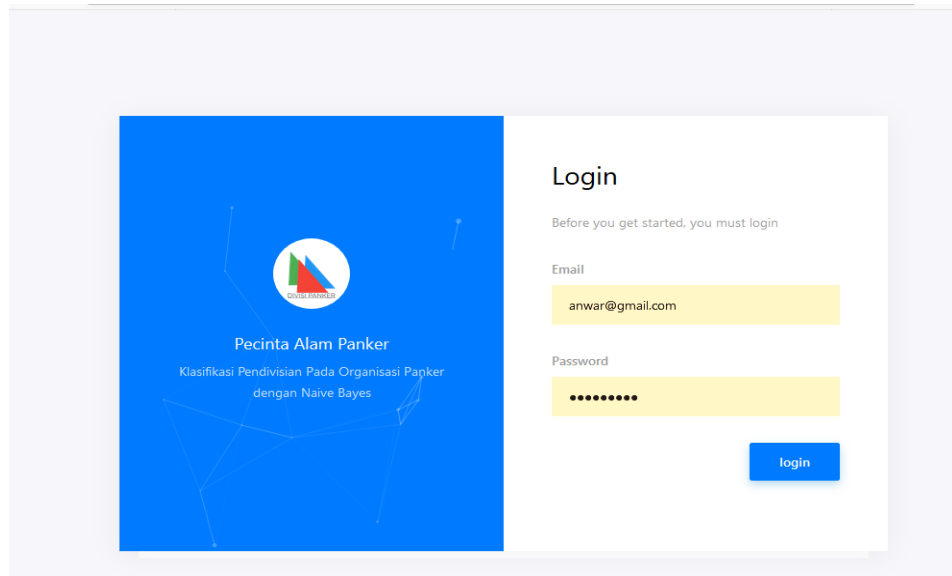 DIVISI PANKER
Pecinta Alam Panker
Klasifikasi Pendivisian Pada Organisasi Panker
dengan Naive Bayes
Login
Before you get started, you must login
Email
anwar@gmail.com
Password
•••••••••
login